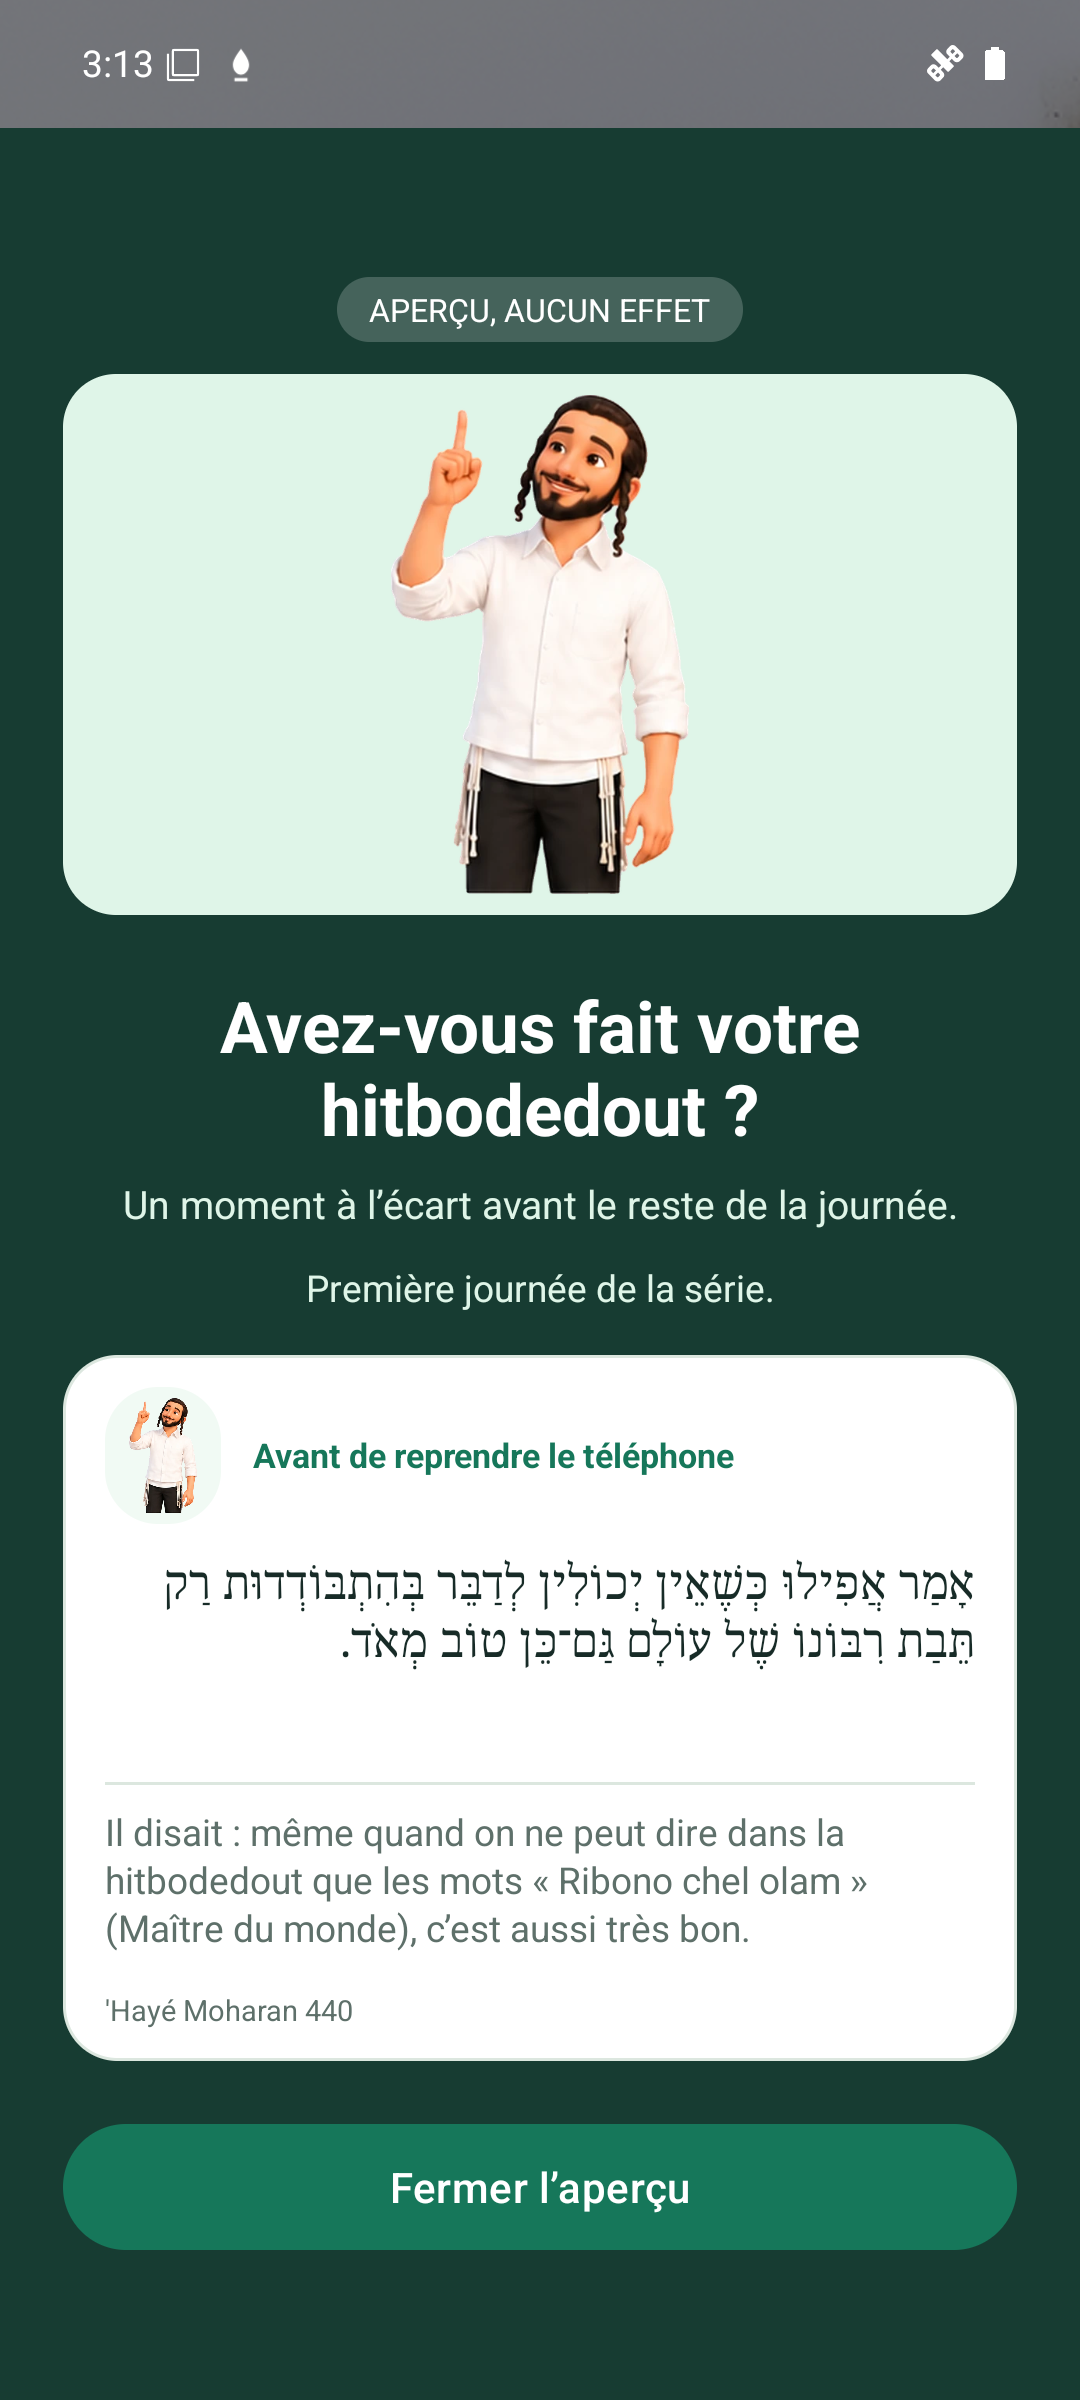 3:13
APERÇU, AUCUN EFFET
Avez-vous fait votre
hitbodedout ?
Un moment à l’écart avant le reste de la journée.
Première journée de la série.
Avant de reprendre le téléphone
אָמַר אֲפִילוּ כְּשֶׁאֵין יְכוֹלִין לְדַבֵּר בְּהִתְבּוֹדְדוּת רַק
תֵּבַת רִבּוֹנוֹ שֶׁל עוֹלָם גַּם־כֵּן טוֹב מְאֹד.
Il disait : même quand on ne peut dire dans la
hitbodedout que les mots « Ribono chel olam »
(Maître du monde), c’est aussi très bon.
'Hayé Moharan 440
Fermer l’aperçu